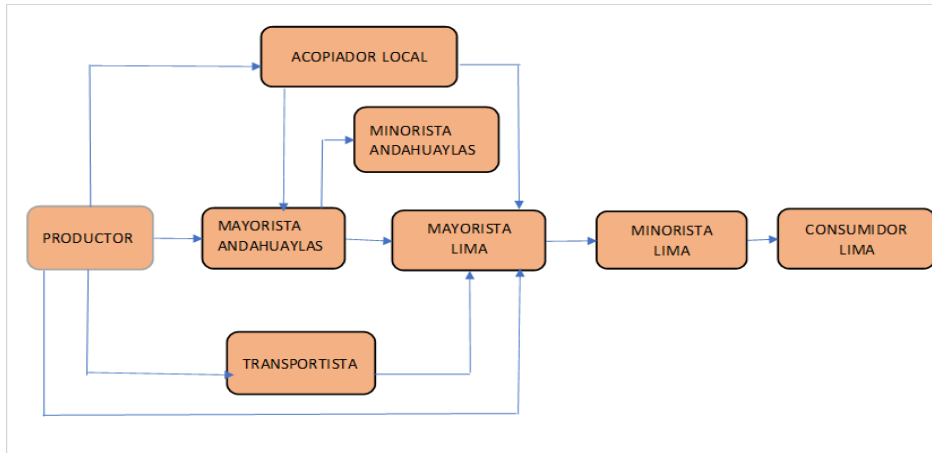 ACOPIADOR LOCAL
MINORISTA
ANDAHUAYLAS
PRODUCTOR
MAYORISTA
ANDAHUAYLAS
MAYORISTA
LIMA
MINORISTA
LIMA
CONSUMIDOR
LIMA
TRANSPORTISTA